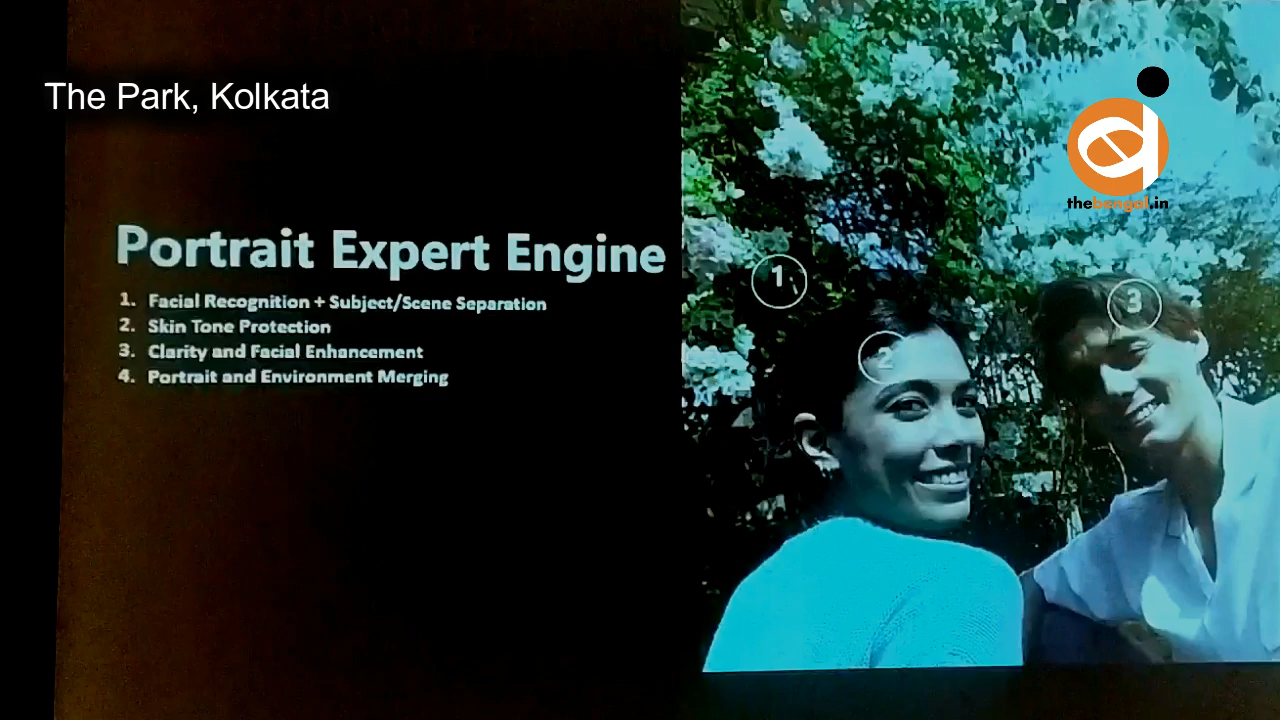 The Park, Kolkata
thebengal.in
Portrait Expert Engine
1. Facial Recognition + Subject/Scene Separation
2. Skin Tone Protection
3. Clarity and Facial Enhancement
4. Portrait and Environment Merging
1
2
3